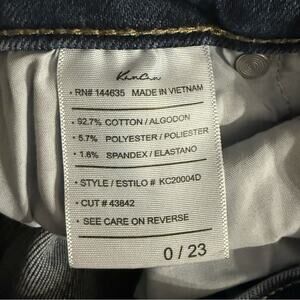 KanCan
• RN# 144635   MADE IN VIETNAM
• 92.7% COTTON / ALGODON
• 5.7%   POLYESTER / POLIESTER
• 1.6%   SPANDEX / ELASTANO
• STYLE / ESTILO #   KC20004D
• CUT # 43842
• SEE CARE ON REVERSE
0 / 23